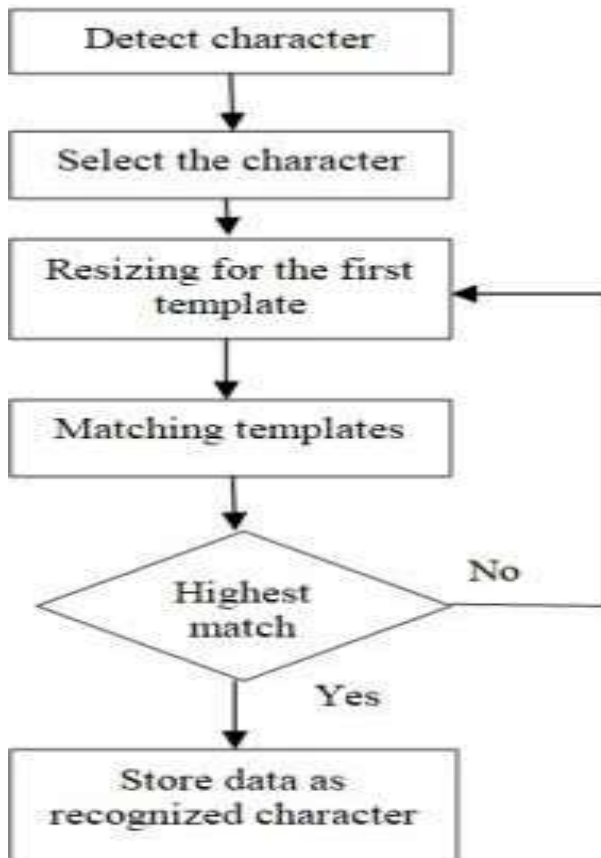 Detect character
Select the character
Resizing for the first
template
Matching templates
Highest
match
No
Yes
Store data as
recognized character